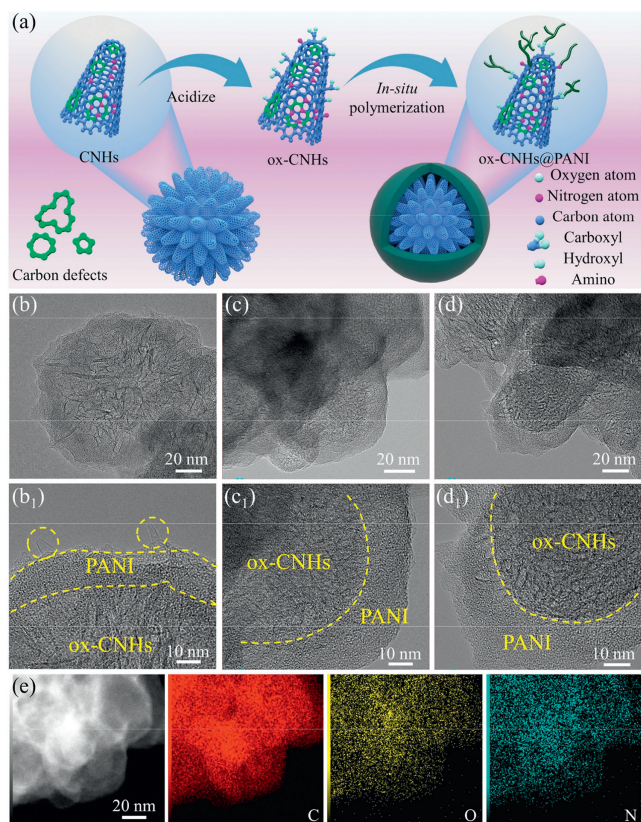 (a)
Acidize
In-situ
polymerization
CNHs
ox-CNHs
ox-CNHs@PANI
Oxygen atom
Nitrogen atom
Carbon atom
Carboxyl
Hydroxyl
Amino
Carbon defects
(b)
20 nm
(c)
20 nm
(d)
20 nm
(b1)
PANI
ox-CNHs
10 nm
(c1)
ox-CNHs
PANI
10 nm
(d1)
ox-CNHs
PANI
10 nm
(e)
20 nm
C
O
N